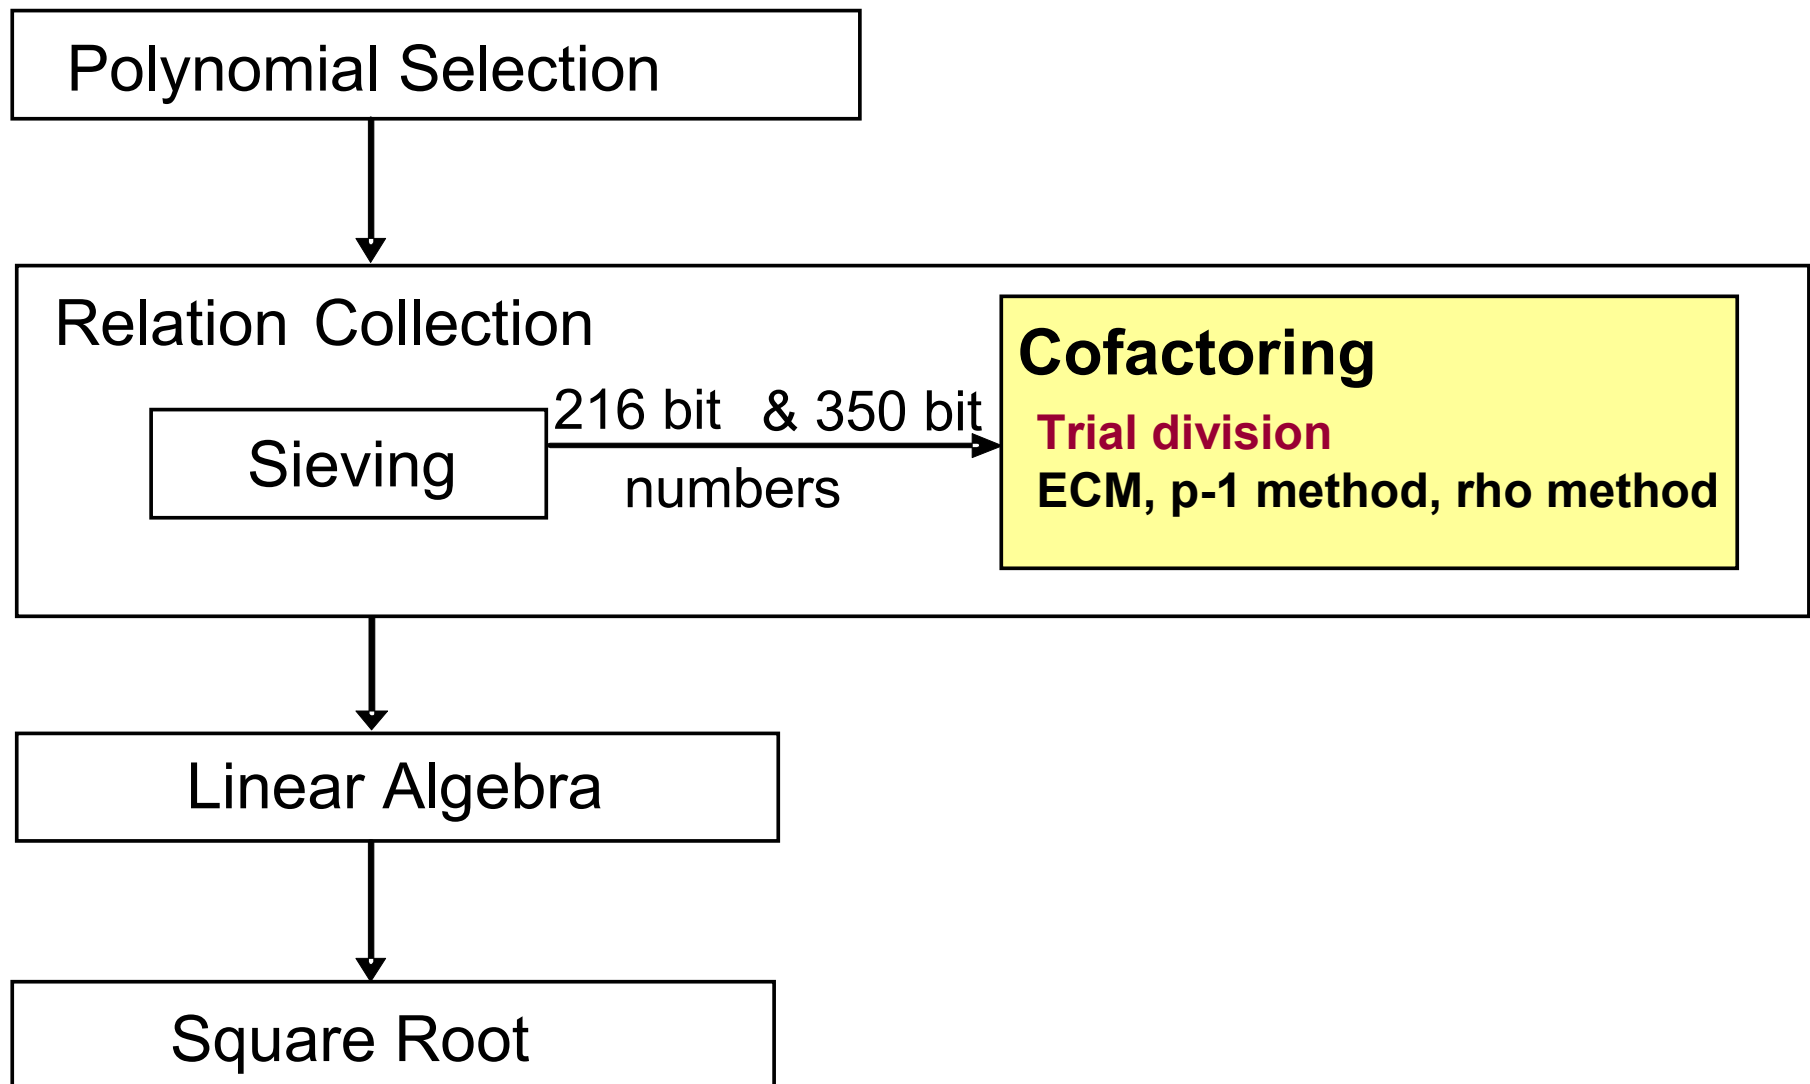 Polynomial Selection
Relation Collection
Sieving
216 bit & 350 bit
numbers
Cofactoring
Trial division
ECM, p-1 method, rho method
Linear Algebra
Square Root